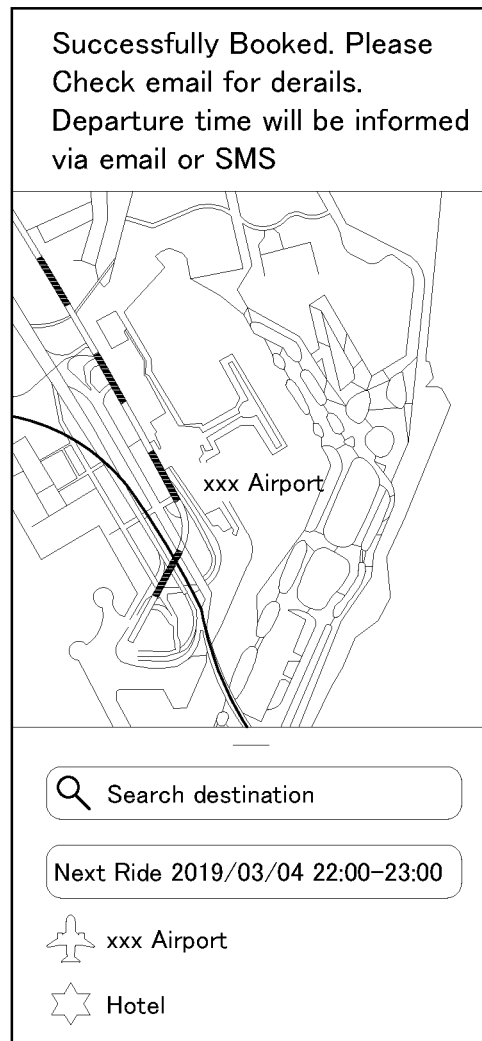 Successfully Booked. Please
Check email for derails.
Departure time will be informed
via email or SMS
xxx Airport
Search destination
Next Ride 2019/03/04 22:00-23:00
xxx Airport
Hotel